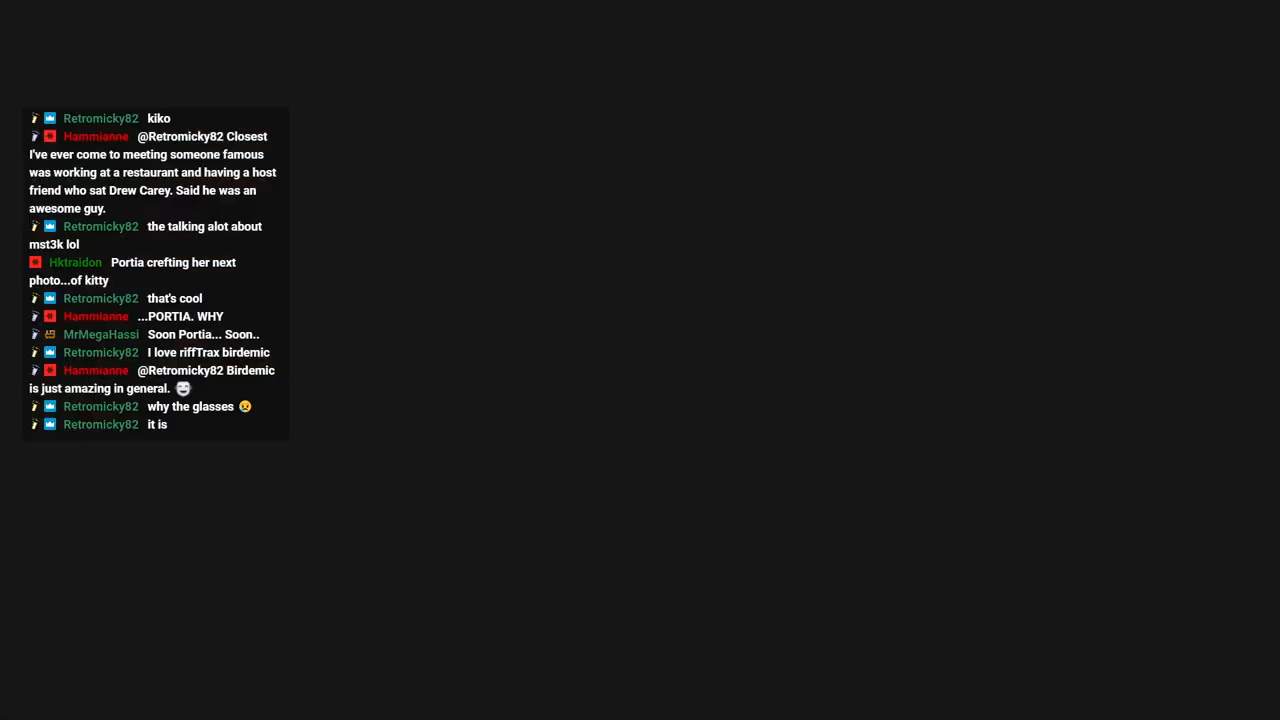 Retromicky82 kiko
Hammianne @Retromicky82 Closest
I've ever come to meeting someone famous
was working at a restaurant and having a host
friend who sat Drew Carey. Said he was an
awesome guy.
Retromicky82 the talking alot about
mst3k lol
Hktraidon Portia crefting her next
photo...of kitty
Retromicky82 that's cool
Hammianne ...PORTIA. WHY
MrMegaHassi Soon Portia... Soon..
Retromicky82 I love riffTrax birdemic
Hammianne @Retromicky82 Birdemic
is just amazing in general.
Retromicky82 why the glasses 😢
Retromicky82 it is